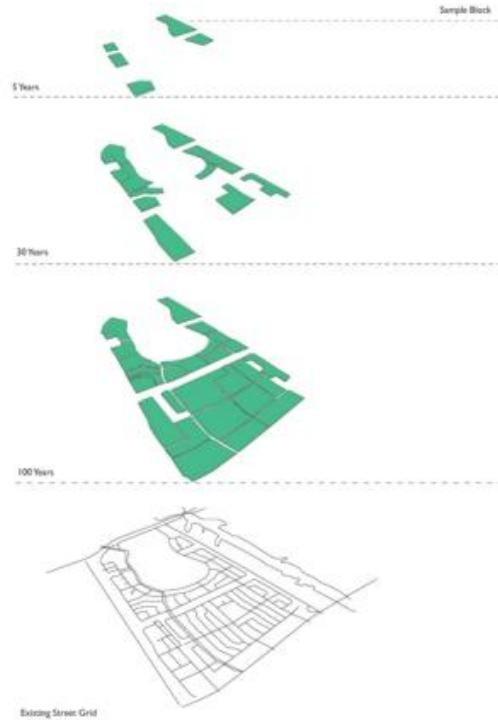 Sample Block
5 Years
30 Years
100 Years
Existing Street Grid